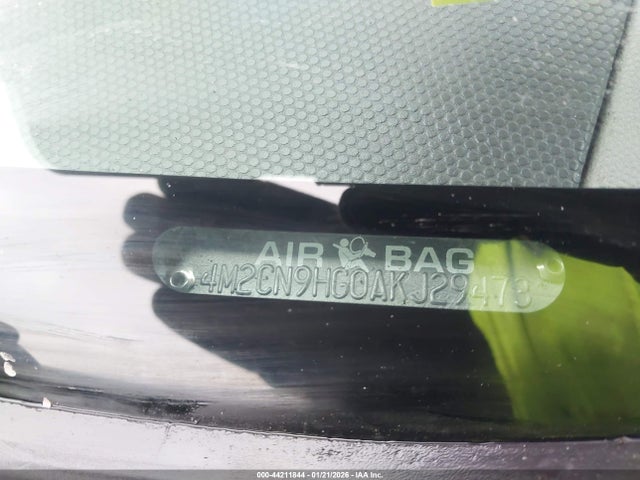 AIR BAG
4M2CN9HG0AKJ29473
000-44211844 | 01/21/2026 - IAA Inc.